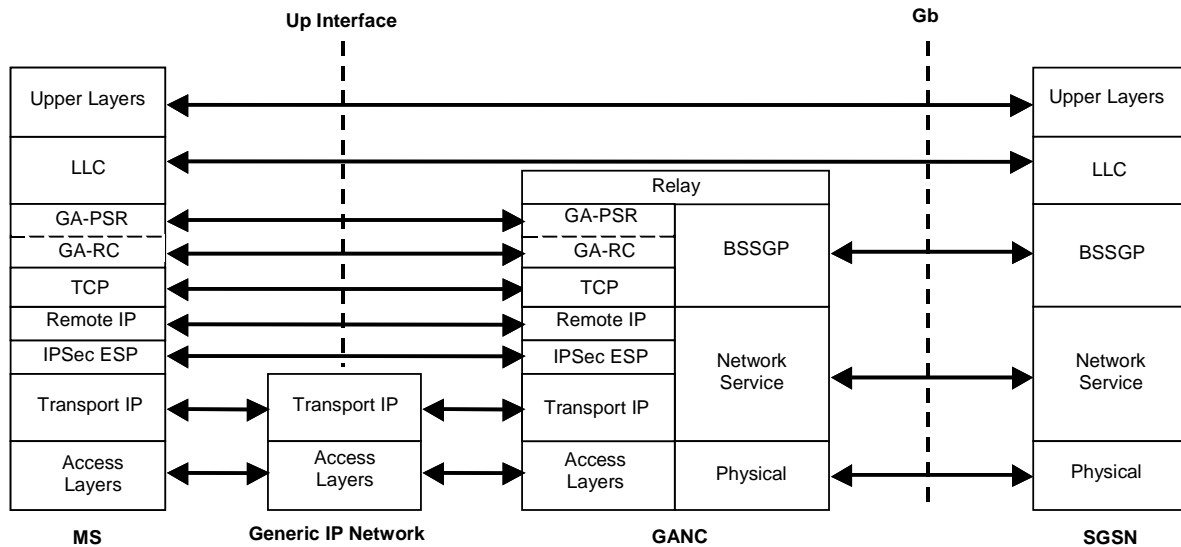 Up Interface
Gb
Upper Layers
Upper Layers
LLC
LLC
Relay
GA-PSR
GA-PSR
GA-RC
GA-RC
BSSGP
BSSGP
TCP
TCP
Remote IP
Remote IP
IPSec ESP
IPSec ESP
Network
Service
Network
Service
Transport IP
Transport IP
Transport IP
Access
Layers
Access
Layers
Access
Layers
Physical
Physical
MS
Generic IP Network
GANC
SGSN